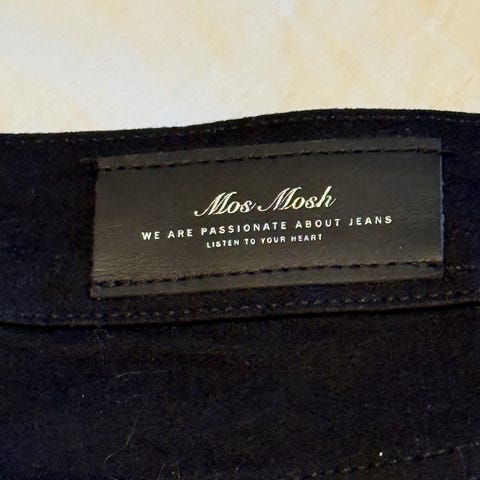 Mos Mosh
WE ARE PASSIONATE ABOUT JEANS
LISTEN TO YOUR HEART